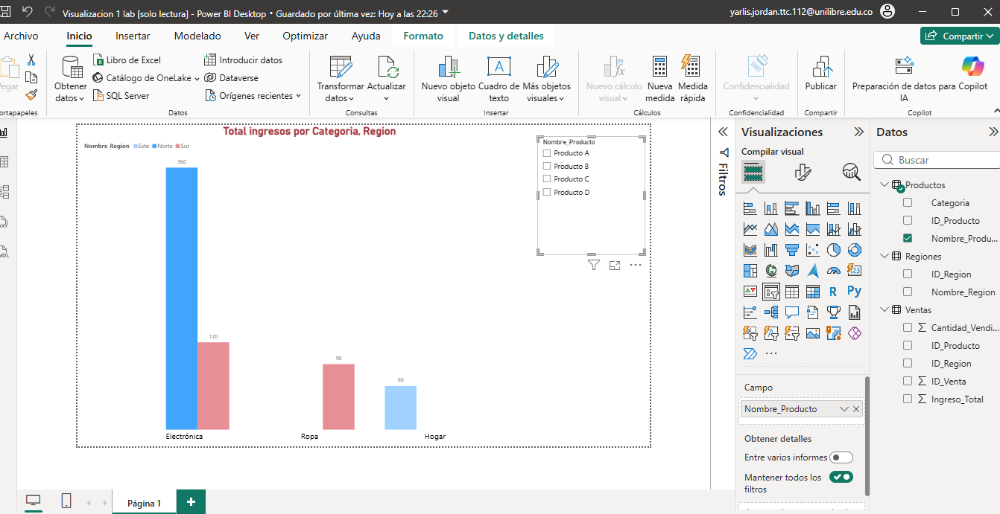 Visualizacion 1 lab [solo lectura] - Power BI Desktop • Guardado por última vez: Hoy a las 22:26
yarlis.jordan.ttc.112@unilibre.edu.co
Archivo Inicio Insertar Modelado Ver Optimizar Ayuda Formato Datos y detalles
Compartir
Libro de Excel
Catálogo de OneLake
SQL Server
Introducir datos
Dataverse
Orígenes recientes
egar
Obtener datos
Transformar datos
Actualizar
Nuevo objeto visual
Cuadro de texto
Más objetos visuales
Nuevo cálculo visual
Nueva medida
Medida rápida
Confidencialidad
Publicar
Preparación de datos para IA
Copilot
ortapapeles
Datos
Consultas
Insertar
Cálculos
Confidencialidad
Compartir
Copilot
Total ingresos por Categoria, Region
Nombre Region Este Norte Sur
360
120
90
60
Electrónica
Ropa
Hogar
Nombre_Producto
Producto A
Producto B
Producto C
Producto D
Filtros
Visualizaciones
Compilar visual
123
R
Py
Campo
Nombre_Producto
Obtener detalles
Entre varios informes
Mantener todos los
filtros
Datos
Buscar
Productos
Categoria
ID_Producto
Nombre_Produ...
Regiones
ID_Region
Nombre_Region
Ventas
Cantidad_Vendi...
ID_Producto
ID_Region
ID_Venta
Ingreso_Total
Página 1